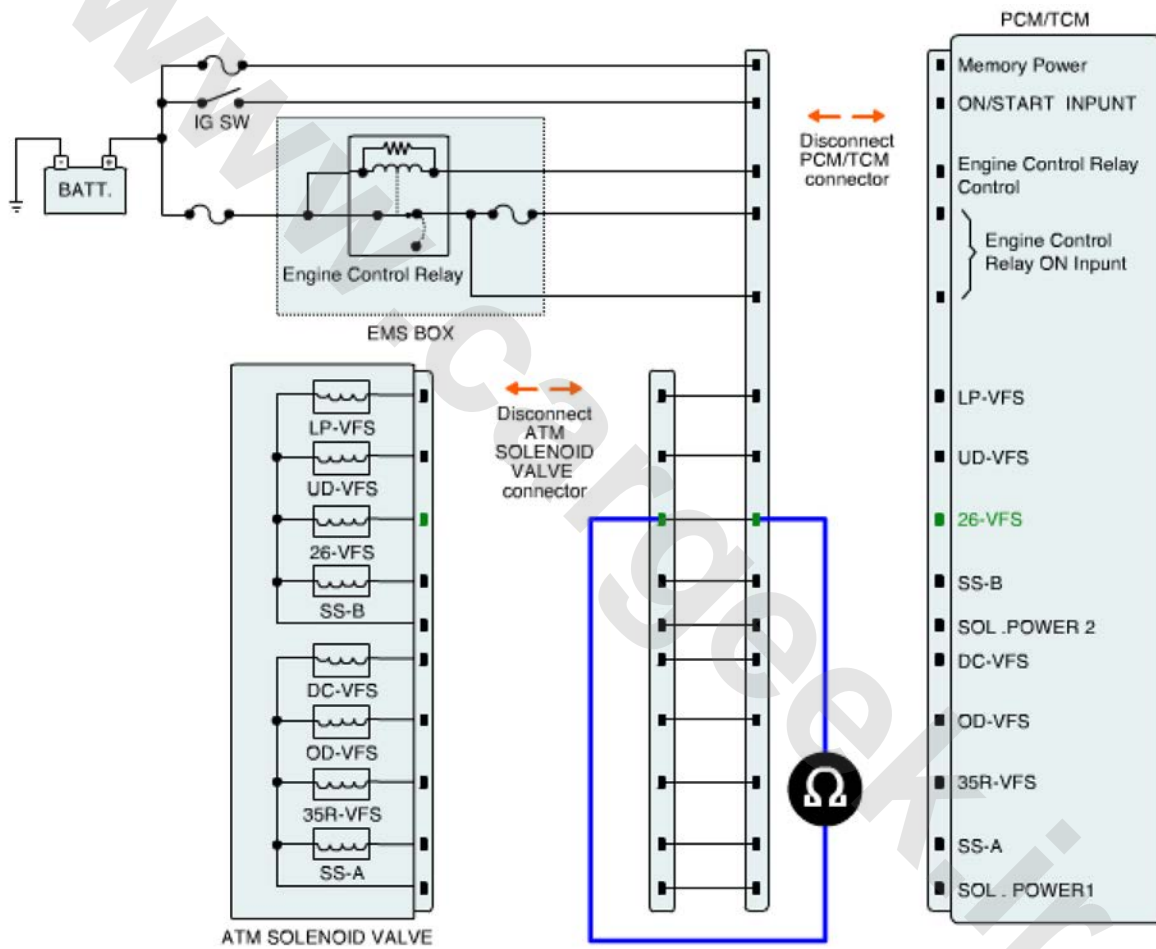 PCM/TCM
Memory Power
ON/START INPUNT
IG SW
Disconnect
PCM/TCM
connector
Engine Control Relay
Control
- +
BATT.
Engine Control
Relay ON Inpunt
Engine Control Relay
EMS BOX
Disconnect
ATM
SOLENOID
VALVE
connector
LP-VFS
UD-VFS
26-VFS
SS-B
DC-VFS
OD-VFS
35R-VFS
SS-A
ATM SOLENOID VALVE
Ω
LP-VFS
UD-VFS
26-VFS
SS-B
SOL .POWER 2
DC-VFS
OD-VFS
35R-VFS
SS-A
SOL . POWER1
www.cargeek.ir